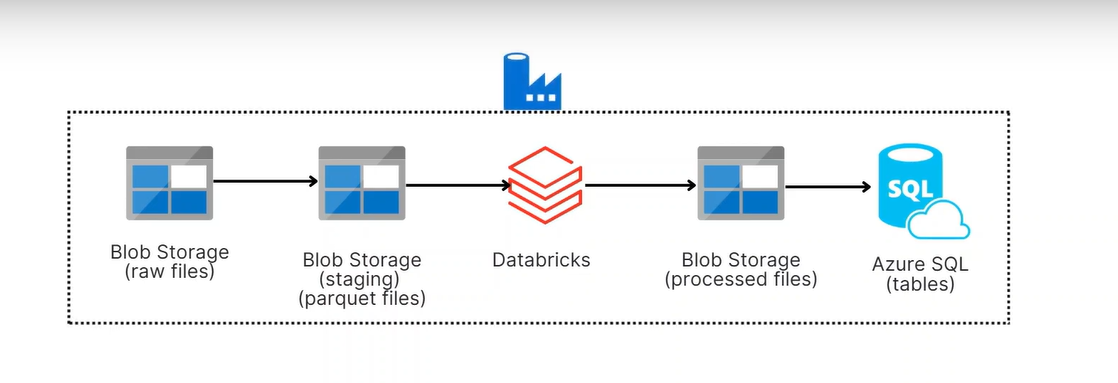 Blob Storage
(raw files)
Blob Storage
(staging)
(parquet files)
Databricks
Blob Storage
(processed files)
SQL
Azure SQL
(tables)